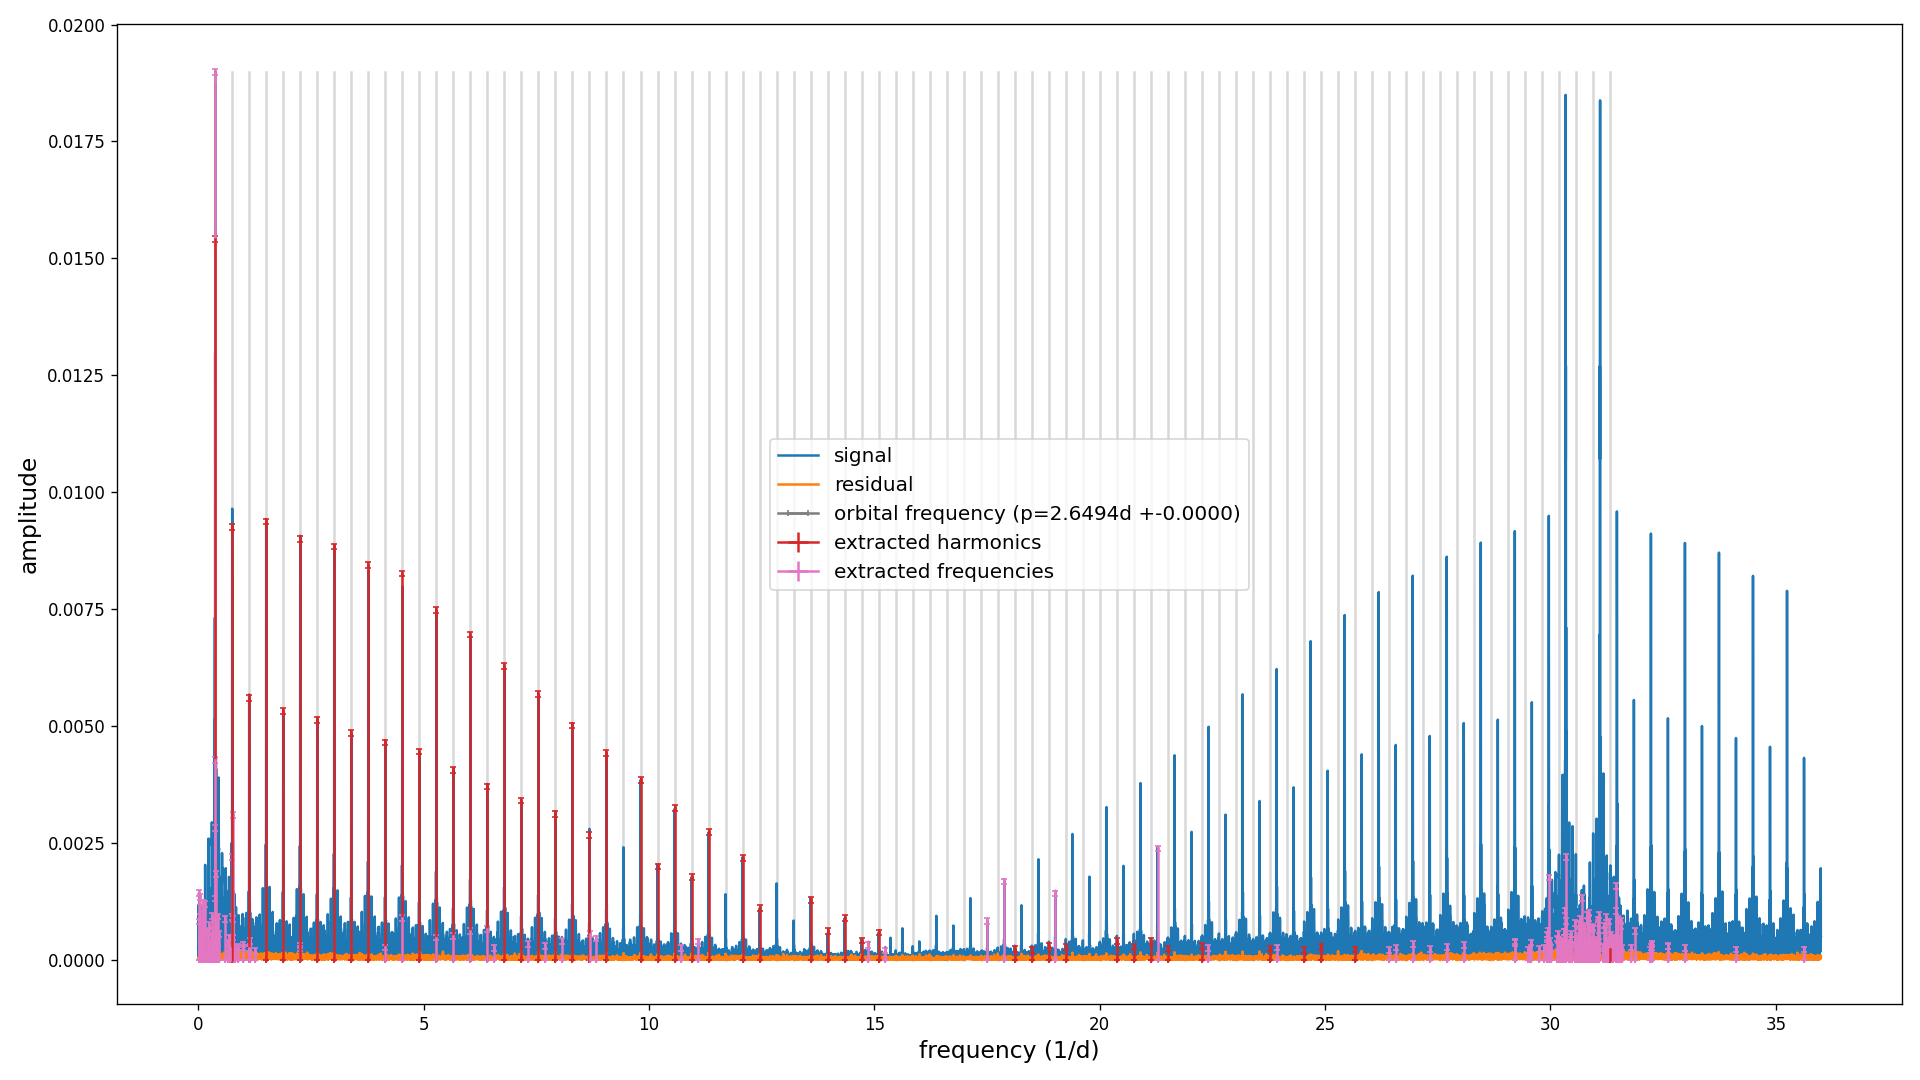 0.0200
0.0175
0.0150
0.0125
0.0100
0.0075
0.0050
0.0025
0.0000
amplitude
signal
residual
orbital frequency (p=2.6494d +-0.0000)
extracted harmonics
extracted frequencies
0 5 10 15 20 25 30 35
frequency (1/d)